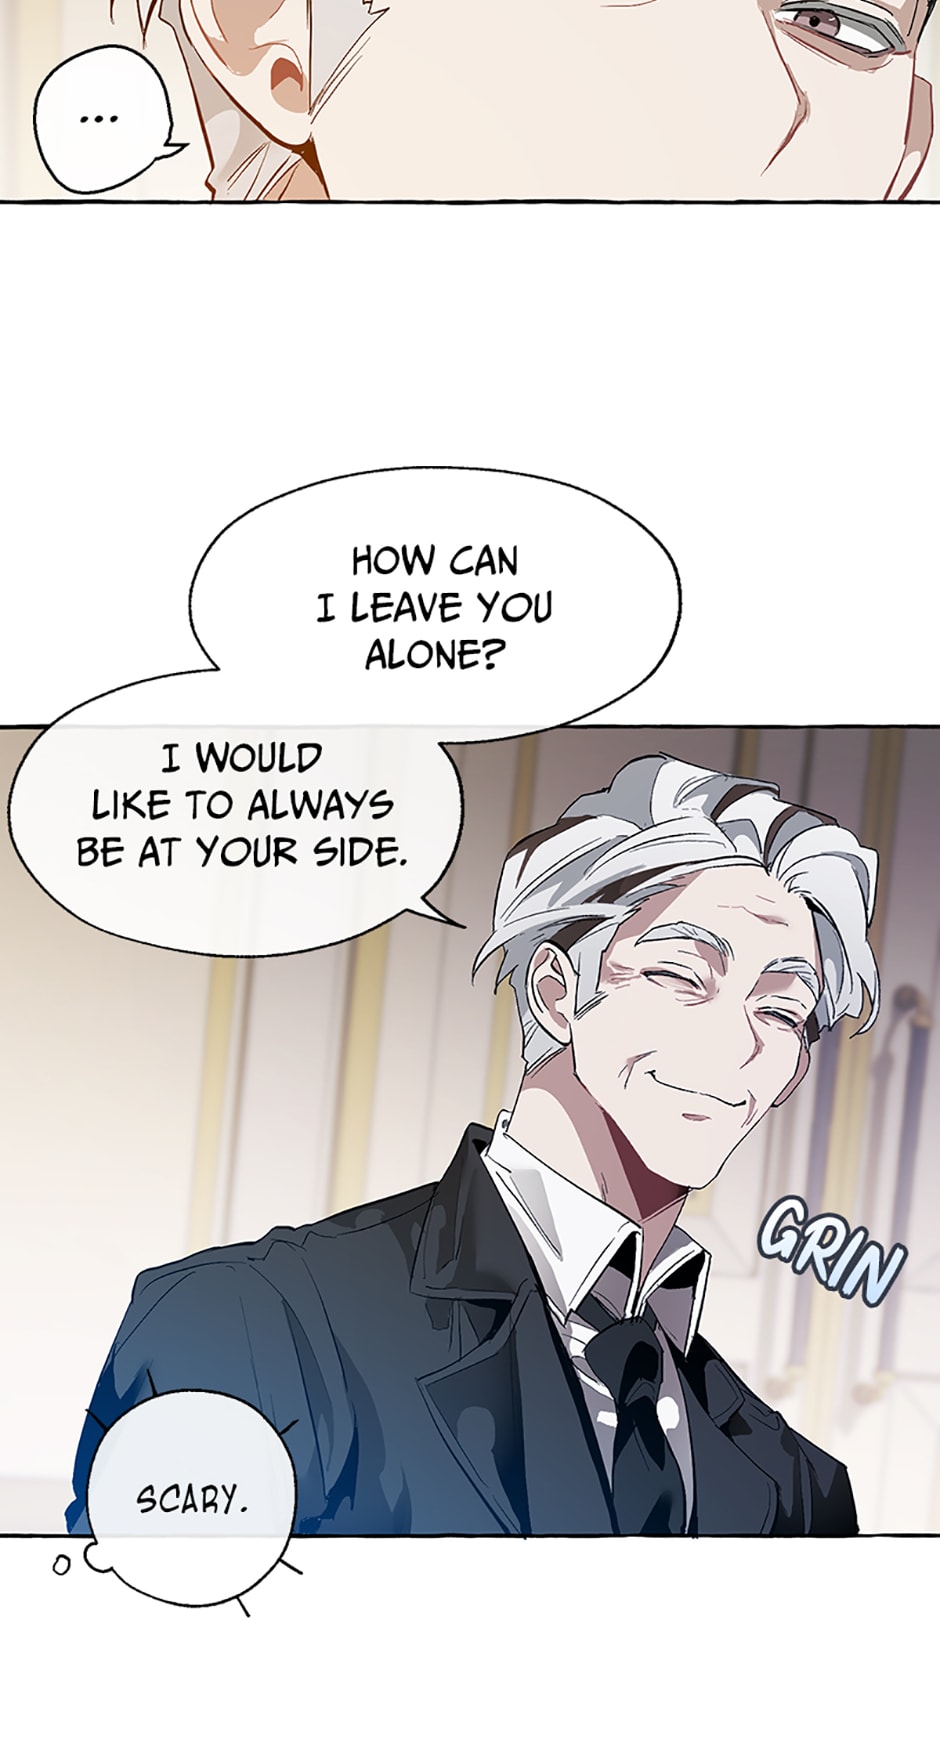 ...
HOW CAN
I LEAVE YOU
ALONE?
I WOULD
LIKE TO ALWAYS
BE AT YOUR SIDE.
GRIN
SCARY.